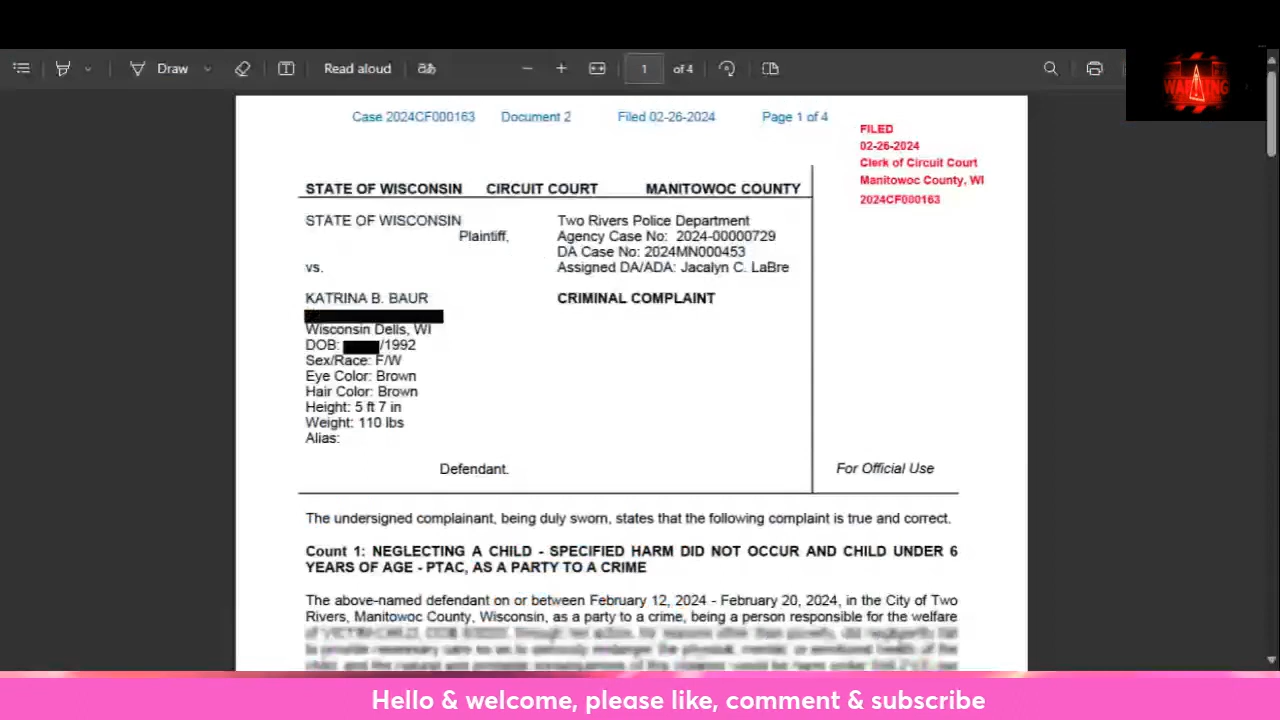 Draw
Read aloud
1 of 4
WARNING
Case 2024CF000163 Document 2 Filed 02-26-2024 Page 1 of 4
FILED
02-26-2024
Clerk of Circuit Court
Manitowoc County, WI
2024CF000163
STATE OF WISCONSIN CIRCUIT COURT MANITOWOC COUNTY
STATE OF WISCONSIN
Plaintiff,
vs.
KATRINA B. BAUR
Wisconsin Dells, WI
DOB: /1992
Sex/Race: F/W
Eye Color: Brown
Hair Color: Brown
Height: 5 ft 7 in
Weight: 110 lbs
Alias:
Defendant.
Two Rivers Police Department
Agency Case No: 2024-00000729
DA Case No: 2024MN000453
Assigned DA/ADA: Jacalyn C. LaBre
CRIMINAL COMPLAINT
For Official Use
The undersigned complainant, being duly sworn, states that the following complaint is true and correct.
Count 1: NEGLECTING A CHILD - SPECIFIED HARM DID NOT OCCUR AND CHILD UNDER 6
YEARS OF AGE - PTAC, AS A PARTY TO A CRIME
The above-named defendant on or between February 12, 2024 - February 20, 2024, in the City of Two
Rivers, Manitowoc County, Wisconsin, as a party to a crime, being a person responsible for the welfare
Hello & welcome, please like, comment & subscribe